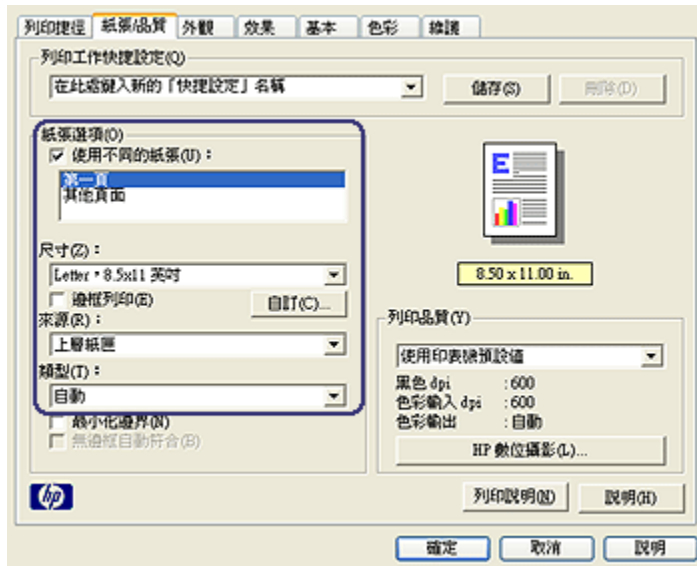 列印捷徑 紙張/品質 外觀 效果 基本 色彩 維護
列印工作快捷設定(Q)
在此處鍵入新的「快捷設定」名稱
儲存(S) 刪除(D)
紙張選項(O)
使用不同的紙張(U)：
第一頁
其他頁面
尺寸(Z)：
Letter，8.5x11 英吋
邊框列印(E) 自訂(C)...
來源(R)：
上層紙匣
類型(T)：
自動
最小化邊界(N)
無邊框自動符合(B)
E
8.50 x 11.00 in.
列印品質(Y)
使用印表機預設值
黑色 dpi :600
色彩輸入 dpi :600
色彩輸出 :自動
HP 數位攝影(L)...
hp
列印說明(N) 說明(H)
確定 取消 說明